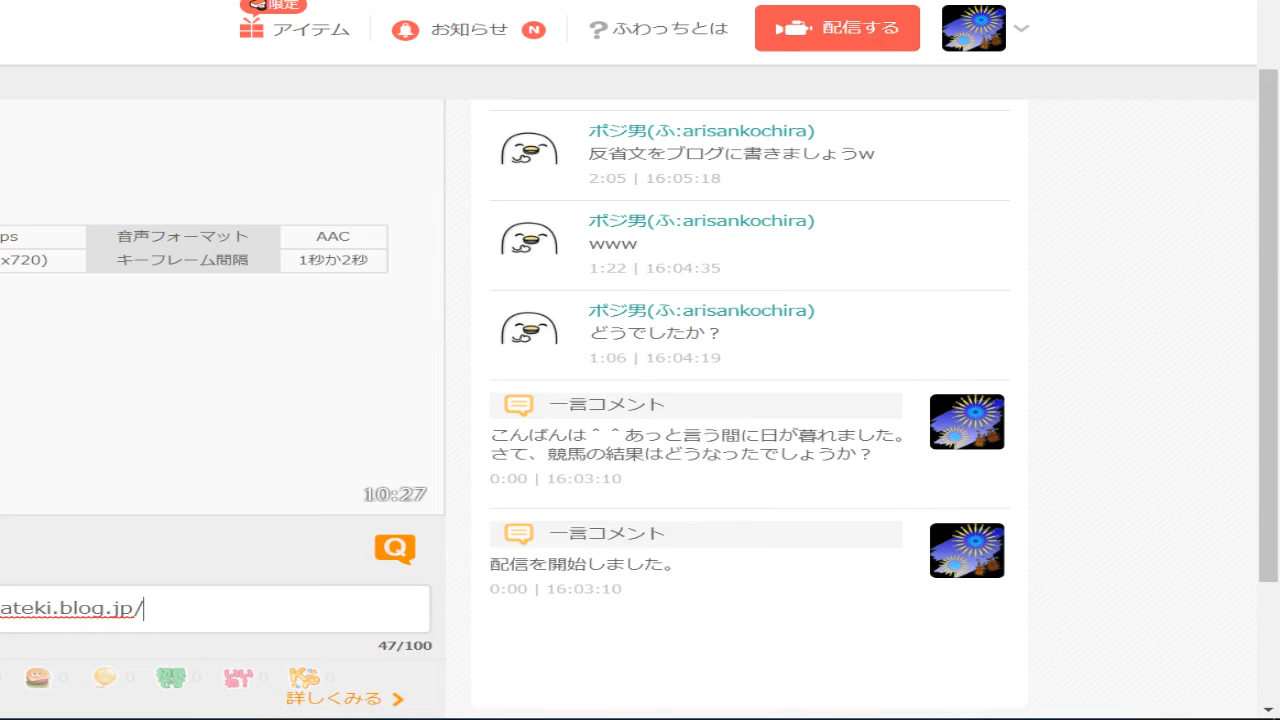 限定
アイテム
お知らせ
N
?ふわっちとは
配信する
ポジ男(ふ:arisankochira)
反省文をブログに書きましょうw
2:05 | 16:05:18
ポジ男(ふ:arisankochira)
www
1:22 | 16:04:35
ポジ男(ふ:arisankochira)
どうでしたか？
1:06 | 16:04:19
一言コメント
こんばんは＾＾あっと言う間に日が暮れました。
さて、競馬の結果はどうなったでしょうか？
0:00 | 16:03:10
一言コメント
配信を開始しました。
0:00 | 16:03:10
ps 音声フォーマット AAC
x720) キーフレーム間隔 1秒か2秒
10:27
Q
ateki.blog.jp/
47/100
0 0 0 0 0
詳しくみる